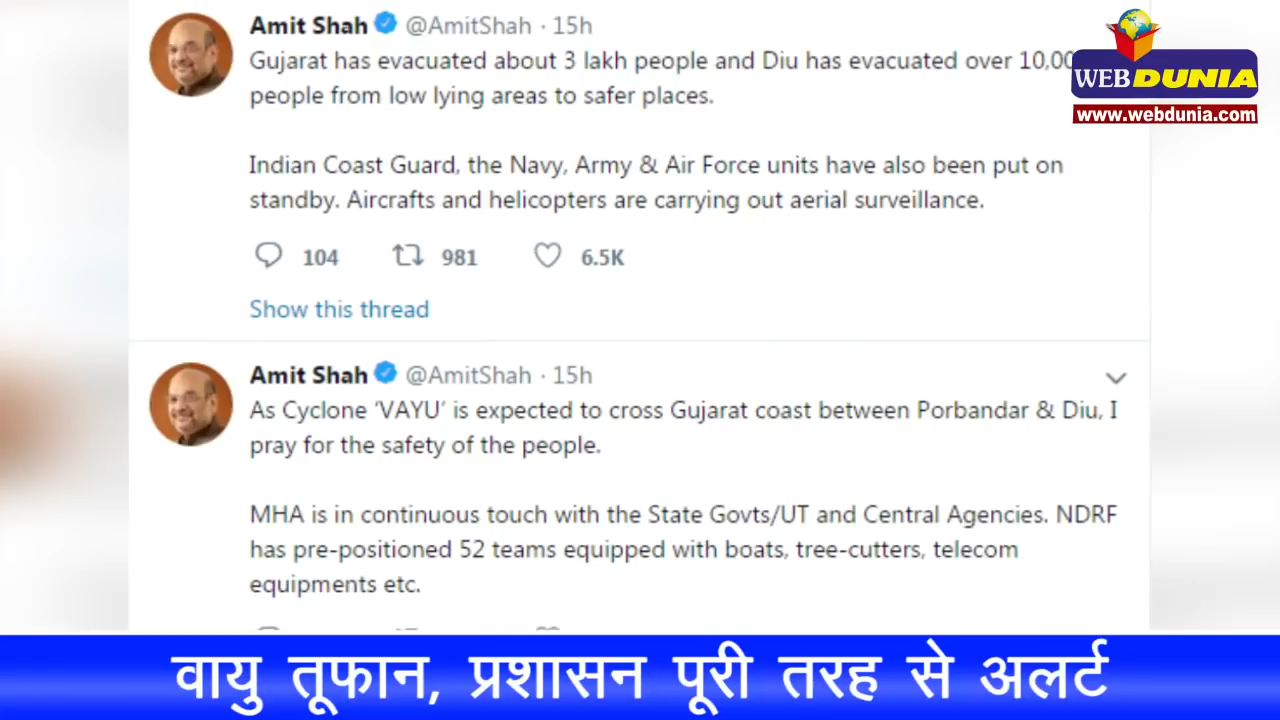 Amit Shah @AmitShah · 15h
Gujarat has evacuated about 3 lakh people and Diu has evacuated over
people from low lying areas to safer places.
Indian Coast Guard, the Navy, Army & Air Force units have also been put on
standby. Aircrafts and helicopters are carrying out aerial surveillance.
104 981 6.5K
Show this thread
WEBDUNIA
www.webdunia.com
Amit Shah @AmitShah · 15h
As Cyclone ‘VAYU’ is expected to cross Gujarat coast between Porbandar & Diu, I
pray for the safety of the people.
MHA is in continuous touch with the State Govts/UT and Central Agencies. NDRF
has pre-positioned 52 teams equipped with boats, tree-cutters, telecom
equipments etc.
वायु तूफान, प्रशासन पूरी तरह से अलर्ट